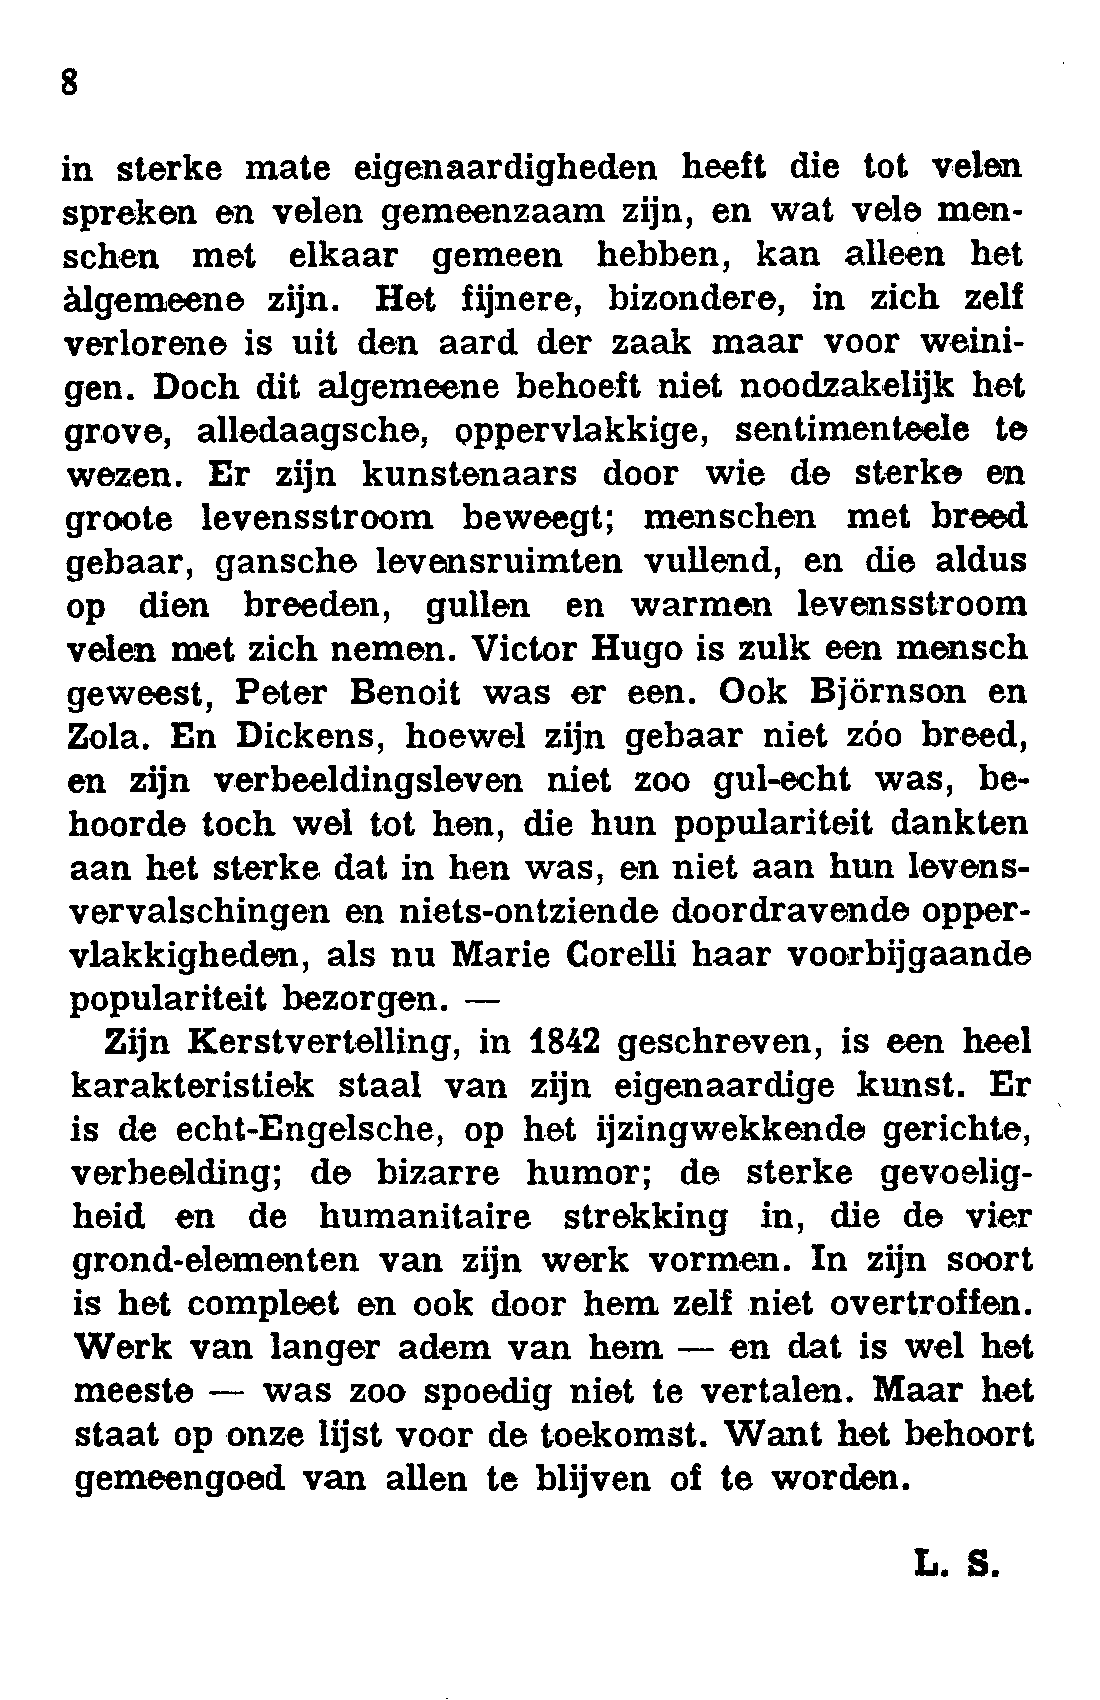 8
in sterke mate eigenaardigheden heeft die tot velen
spreken en velen gemeenzaam zijn, en wat vele men-
schen met elkaar gemeen hebben, kan alleen het
àlgemeene zijn. Het fijnere, bizondere, in zich zelf
verlorene is uit den aard der zaak maar voor weini-
gen. Doch dit algemeene behoeft niet noodzakelijk het
grove, alledaagsche, oppervlakkige, sentimenteele te
wezen. Er zijn kunstenaars door wie de sterke en
groote levensstroom beweegt; menschen met breed
gebaar, gansche levensruimten vullend, en die aldus
op dien breeden, gullen en warmen levensstroom
velen met zich nemen. Victor Hugo is zulk een mensch
geweest, Peter Benoit was er een. Ook Björnson en
Zola. En Dickens, hoewel zijn gebaar niet zóo breed,
en zijn verbeeldingsleven niet zoo gul-echt was, be-
hoorde toch wel tot hen, die hun populariteit dankten
aan het sterke dat in hen was, en niet aan hun levens-
vervalschingen en niets-ontziende doordravende opper-
vlakkigheden, als nu Marie Corelli haar voorbijgaande
populariteit bezorgen. —
Zijn Kerstvertelling, in 1842 geschreven, is een heel
karakteristiek staal van zijn eigenaardige kunst. Er
is de echt-Engelsche, op het ijzingwekkende gerichte,
verbeelding; de bizarre humor; de sterke gevoelig-
heid en de humanitaire strekking in, die de vier
grond-elementen van zijn werk vormen. In zijn soort
is het compleet en ook door hem zelf niet overtroffen.
Werk van langer adem van hem — en dat is wel het
meeste — was zoo spoedig niet te vertalen. Maar het
staat op onze lijst voor de toekomst. Want het behoort
gemeengoed van allen te blijven of te worden.
L. S.